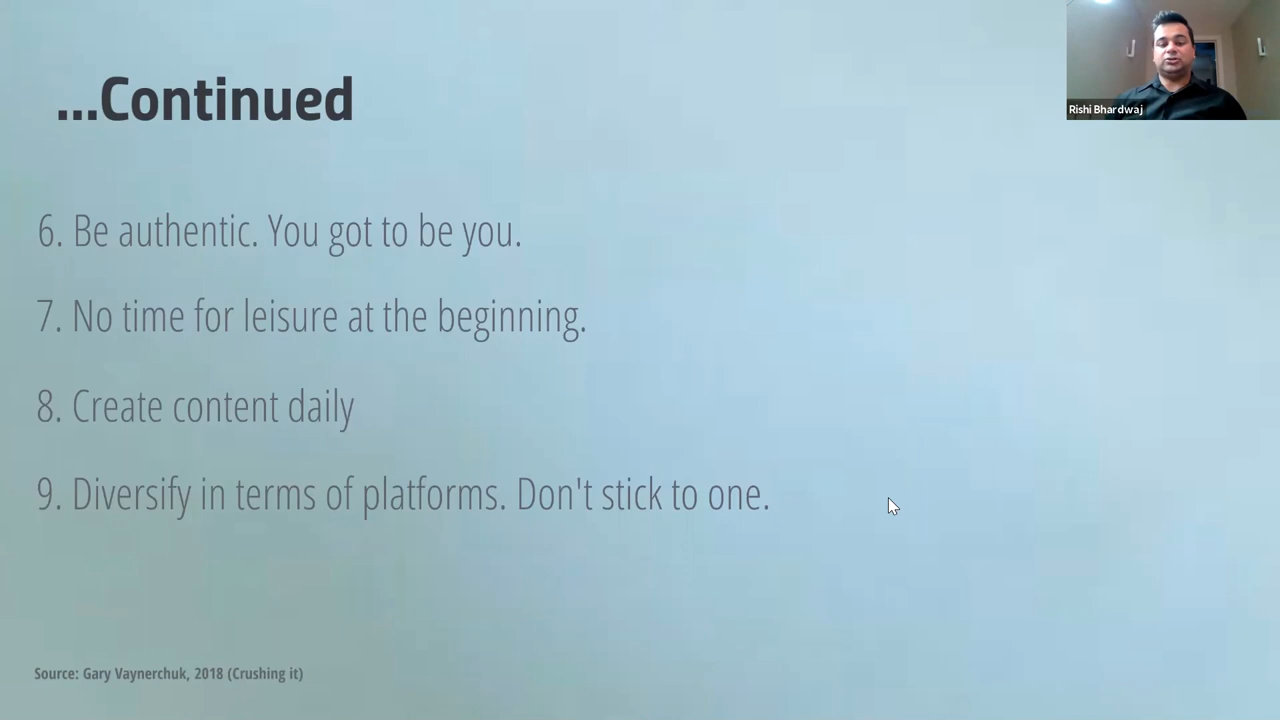 ...Continued
Rishi Bhardwaj
6. Be authentic. You got to be you.
7. No time for leisure at the beginning.
8. Create content daily
9. Diversify in terms of platforms. Don't stick to one.
Source: Gary Vaynerchuk, 2018 (Crushing it)